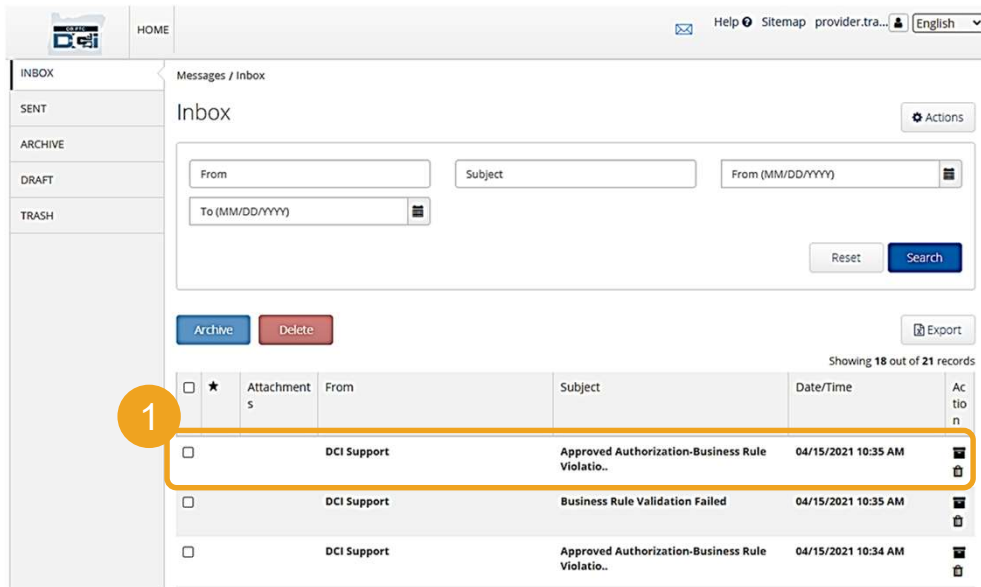 OR PTC
DCI
HOME
Help Sitemap provider.tra... English
INBOX
SENT
ARCHIVE
DRAFT
TRASH
Messages / Inbox
Inbox
Actions
From Subject From (MM/DD/YYYY)
To (MM/DD/YYYY)
Reset Search
Archive Delete Export
Showing 18 out of 21 records
Attachment From Subject Date/Time Ac
s tio
n
1
DCI Support Approved Authorization-Business Rule 04/15/2021 10:35 AM
Violatio..
DCI Support Business Rule Validation Failed 04/15/2021 10:35 AM
DCI Support Approved Authorization-Business Rule 04/15/2021 10:34 AM
Violatio..